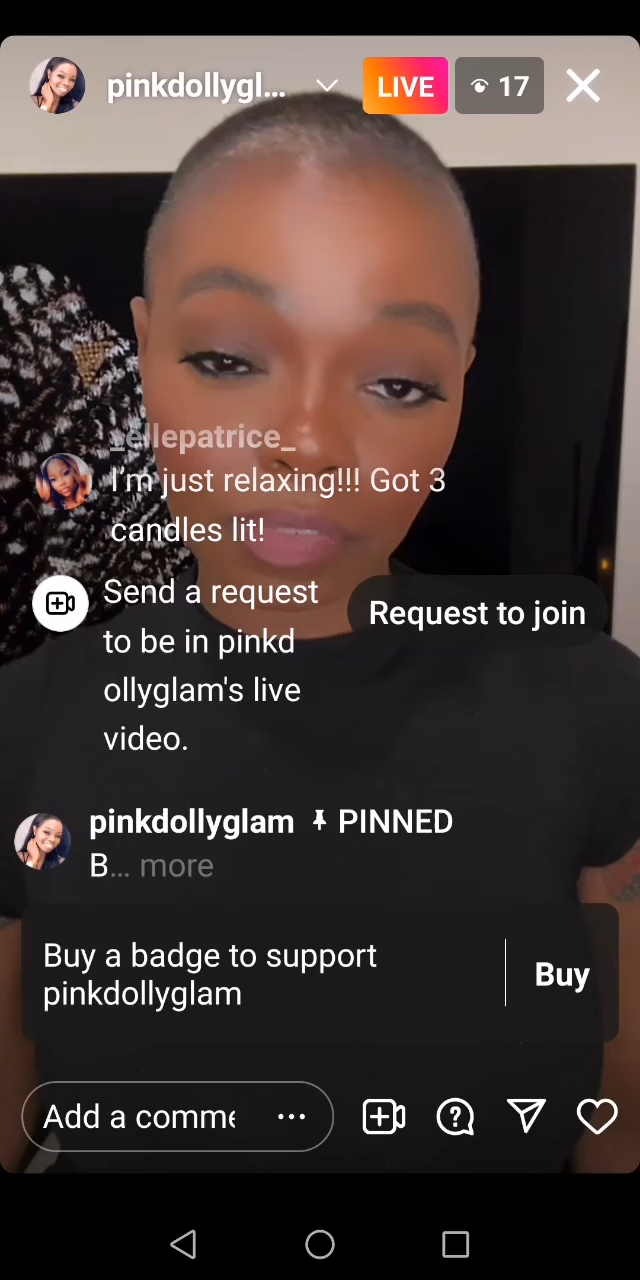 pinkdollygl...
LIVE
17
_ellepatrice_
I'm just relaxing!!! Got 3
candles lit!
Send a request
to be in pinkd
ollyglam's live
video.
Request to join
pinkdollyglam PINNED
B... more
Buy a badge to support
pinkdollyglam
Buy
Add a comme